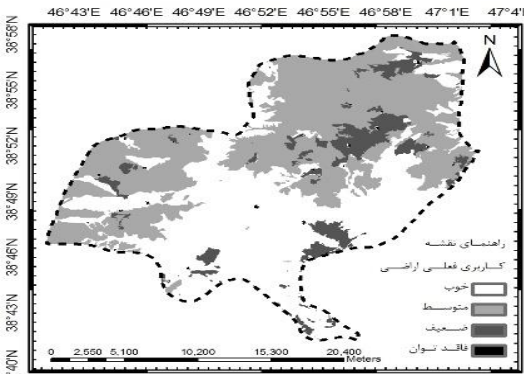 46°43'E 46°46'E 46°49'E 46°52'E 46°55'E 46°58'E 47°1'E 47°4'E
38°58'N
38°55'N
38°52'N
38°49'N
38°46'N
38°43'N
38°40'N
N
راهنمای نقشه
کاربری فعلی اراضی
خوب
متوسط
ضعیف
فاقد توان
0 2,550 5,100 10,200 15,300 20,400
Meters